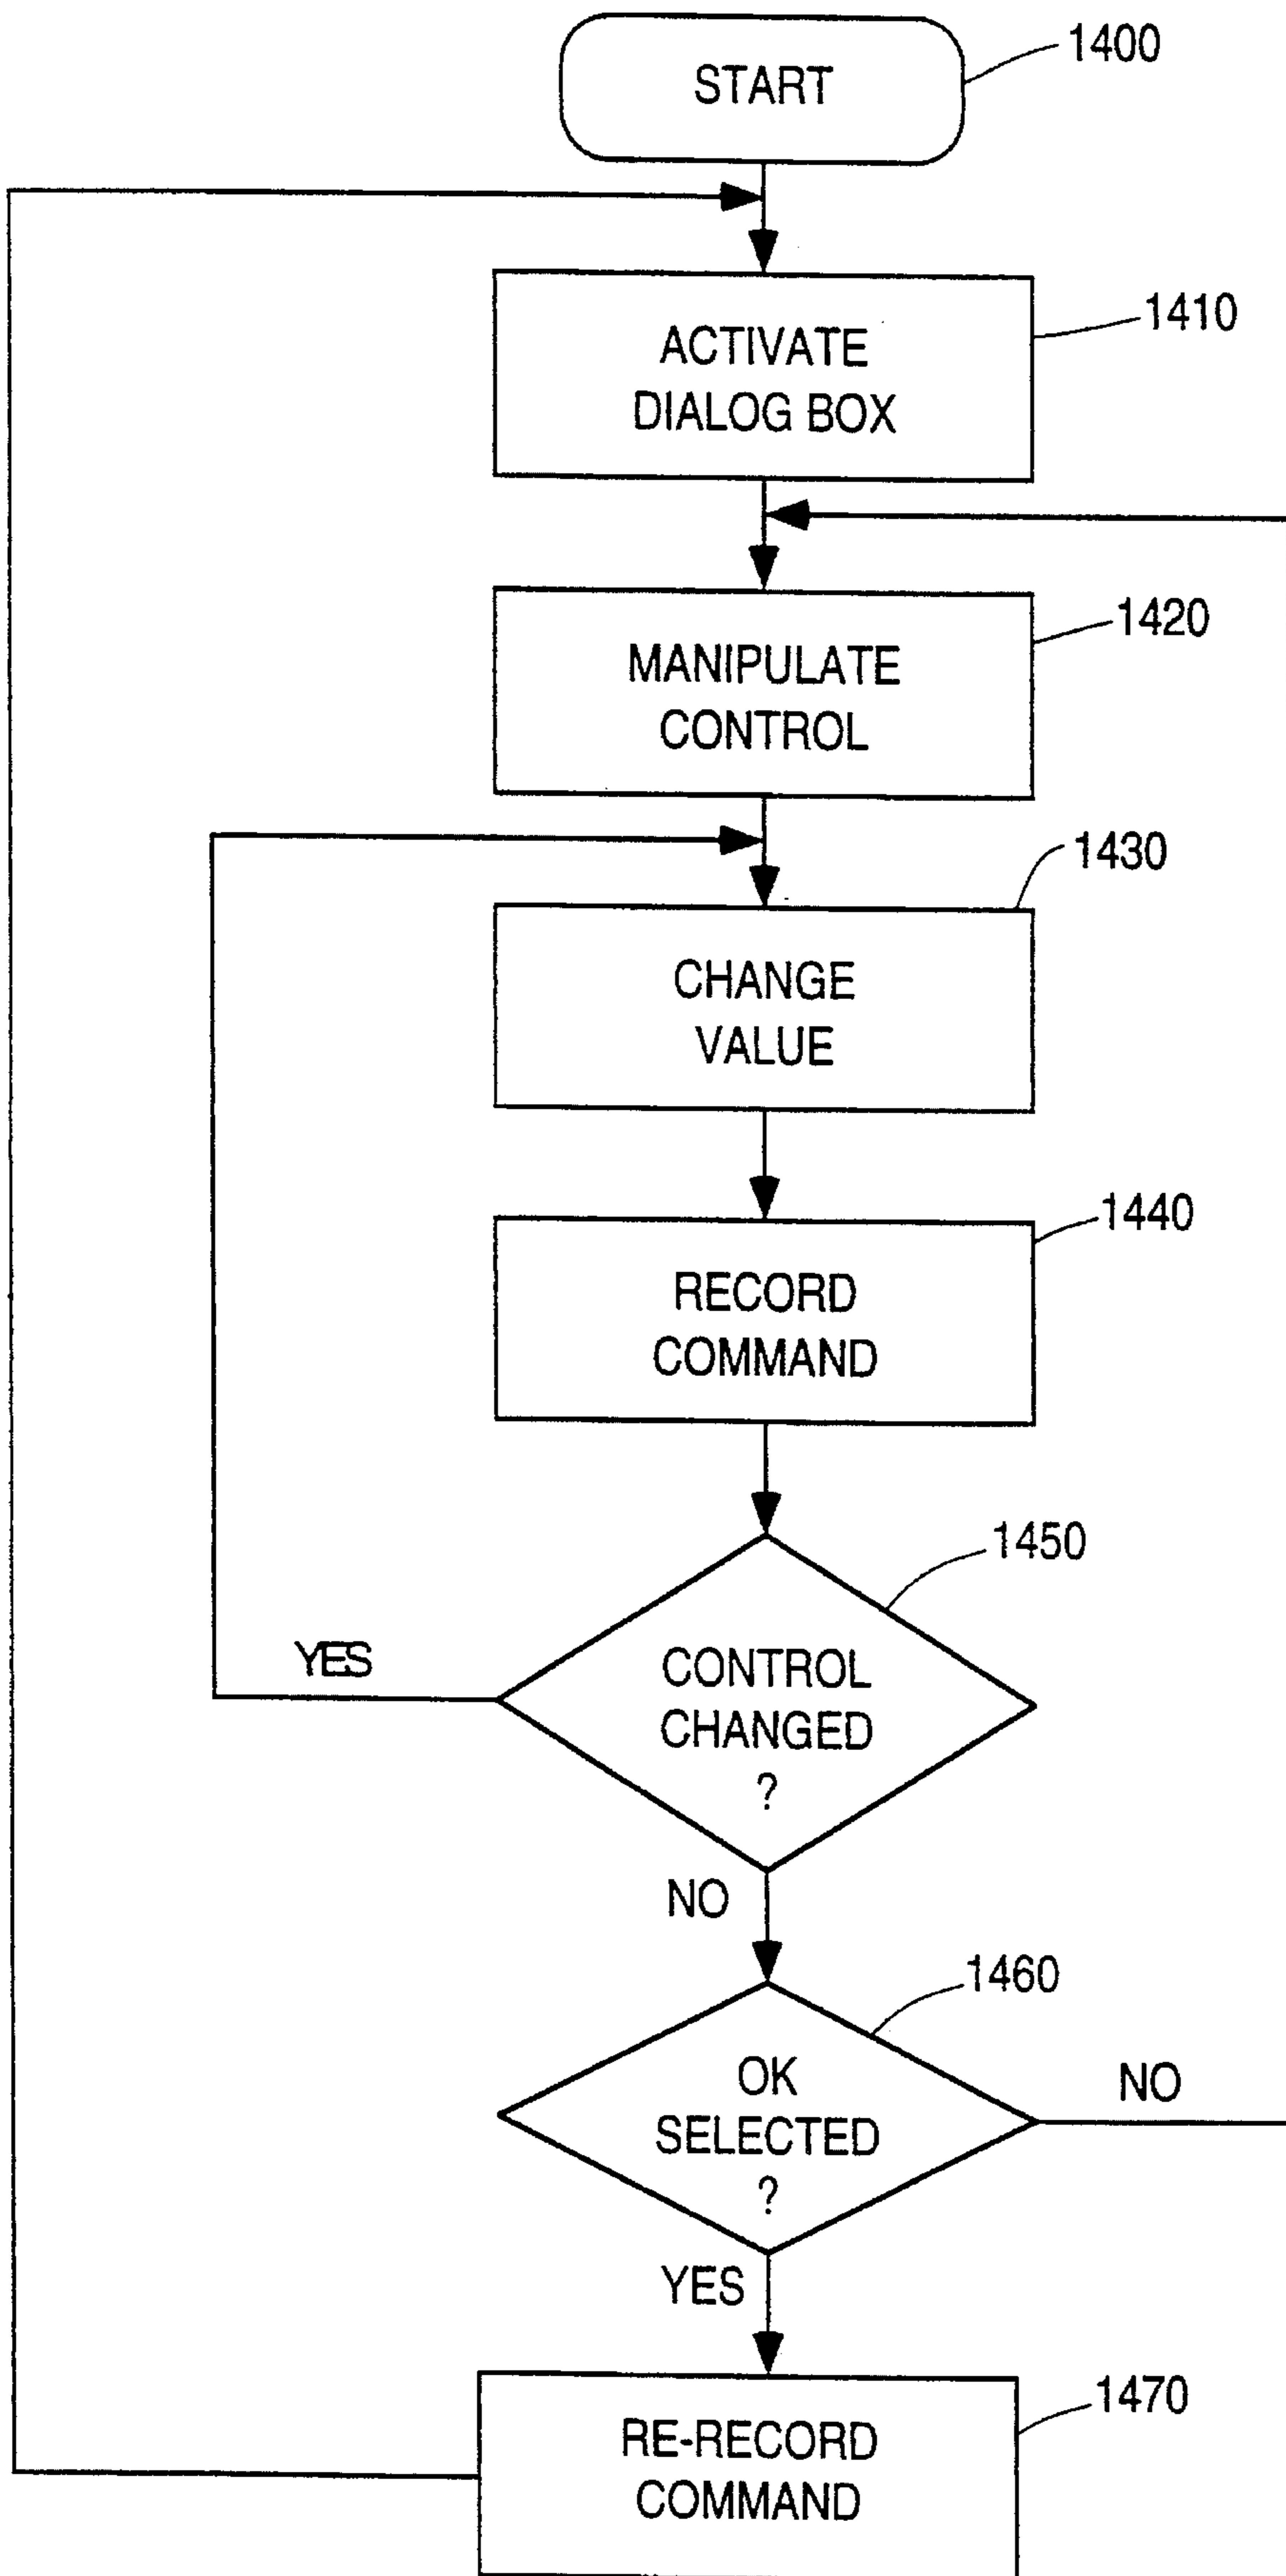 START
1400
ACTIVATE
DIALOG BOX
1410
MANIPULATE
CONTROL
1420
CHANGE
VALUE
1430
RECORD
COMMAND
1440
CONTROL
CHANGED
?
1450
YES
NO
OK
SELECTED
?
1460
NO
YES
RE-RECORD
COMMAND
1470